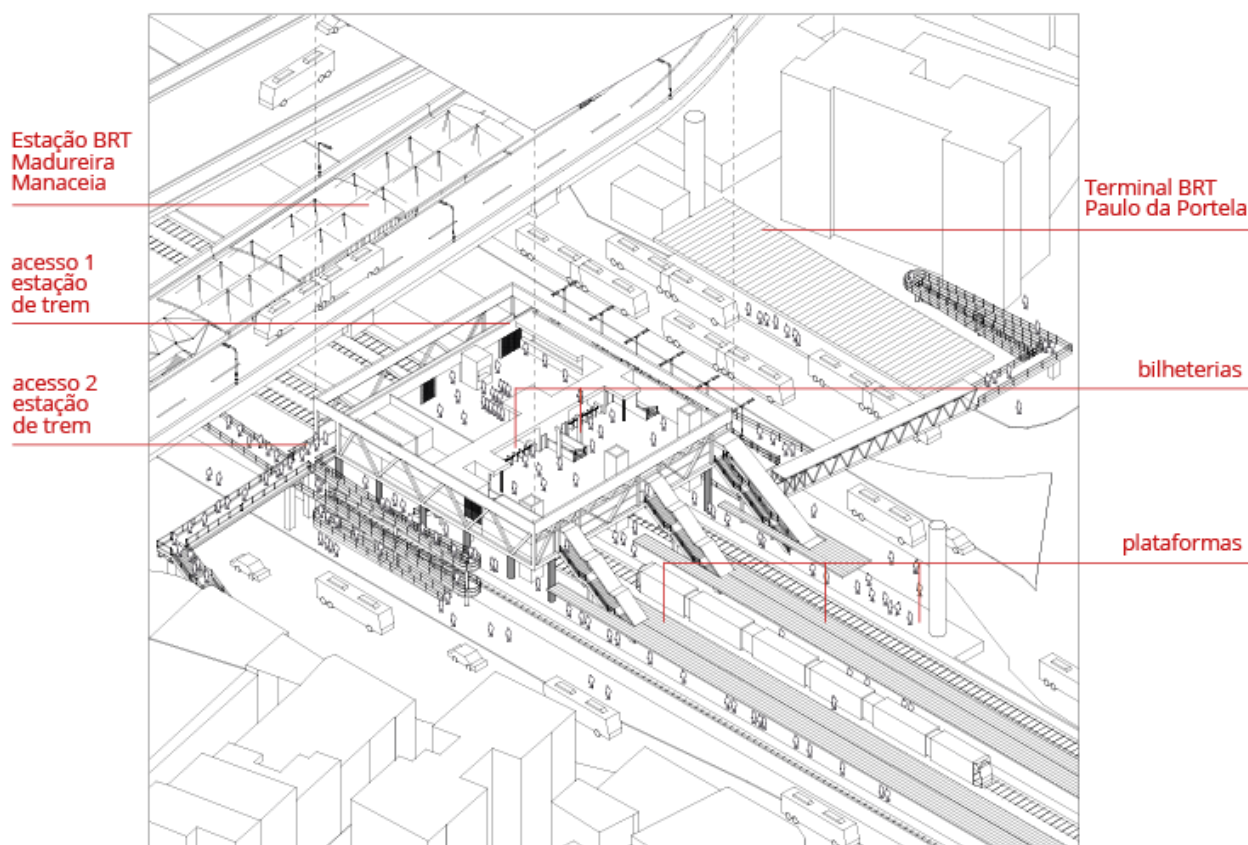 Estação BRT
Madureira
Manaceia
acesso 1
estação
de trem
acesso 2
estação
de trem
Terminal BRT
Paulo da Portela
bilheterias
plataformas